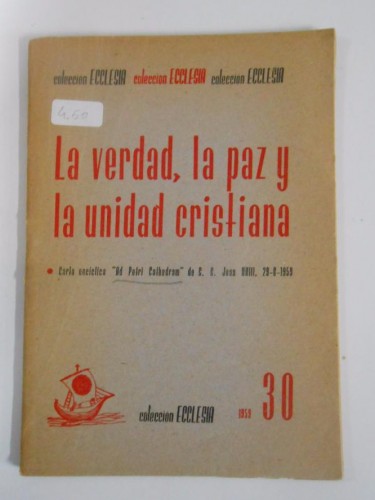 colección ECCLESIA colección ECCLESIA colección ECCLESIA
4,50
La verdad, la paz y
la unidad cristiana
Carta encíclica "Ad Petri Cathedram" de S. S. Juan XXIII, 29-6-1959
colección ECCLESIA 1959 30